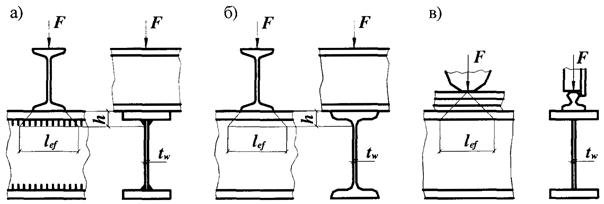 а) F F h lef tw
б) F F h lef tw
в) F F lef tw